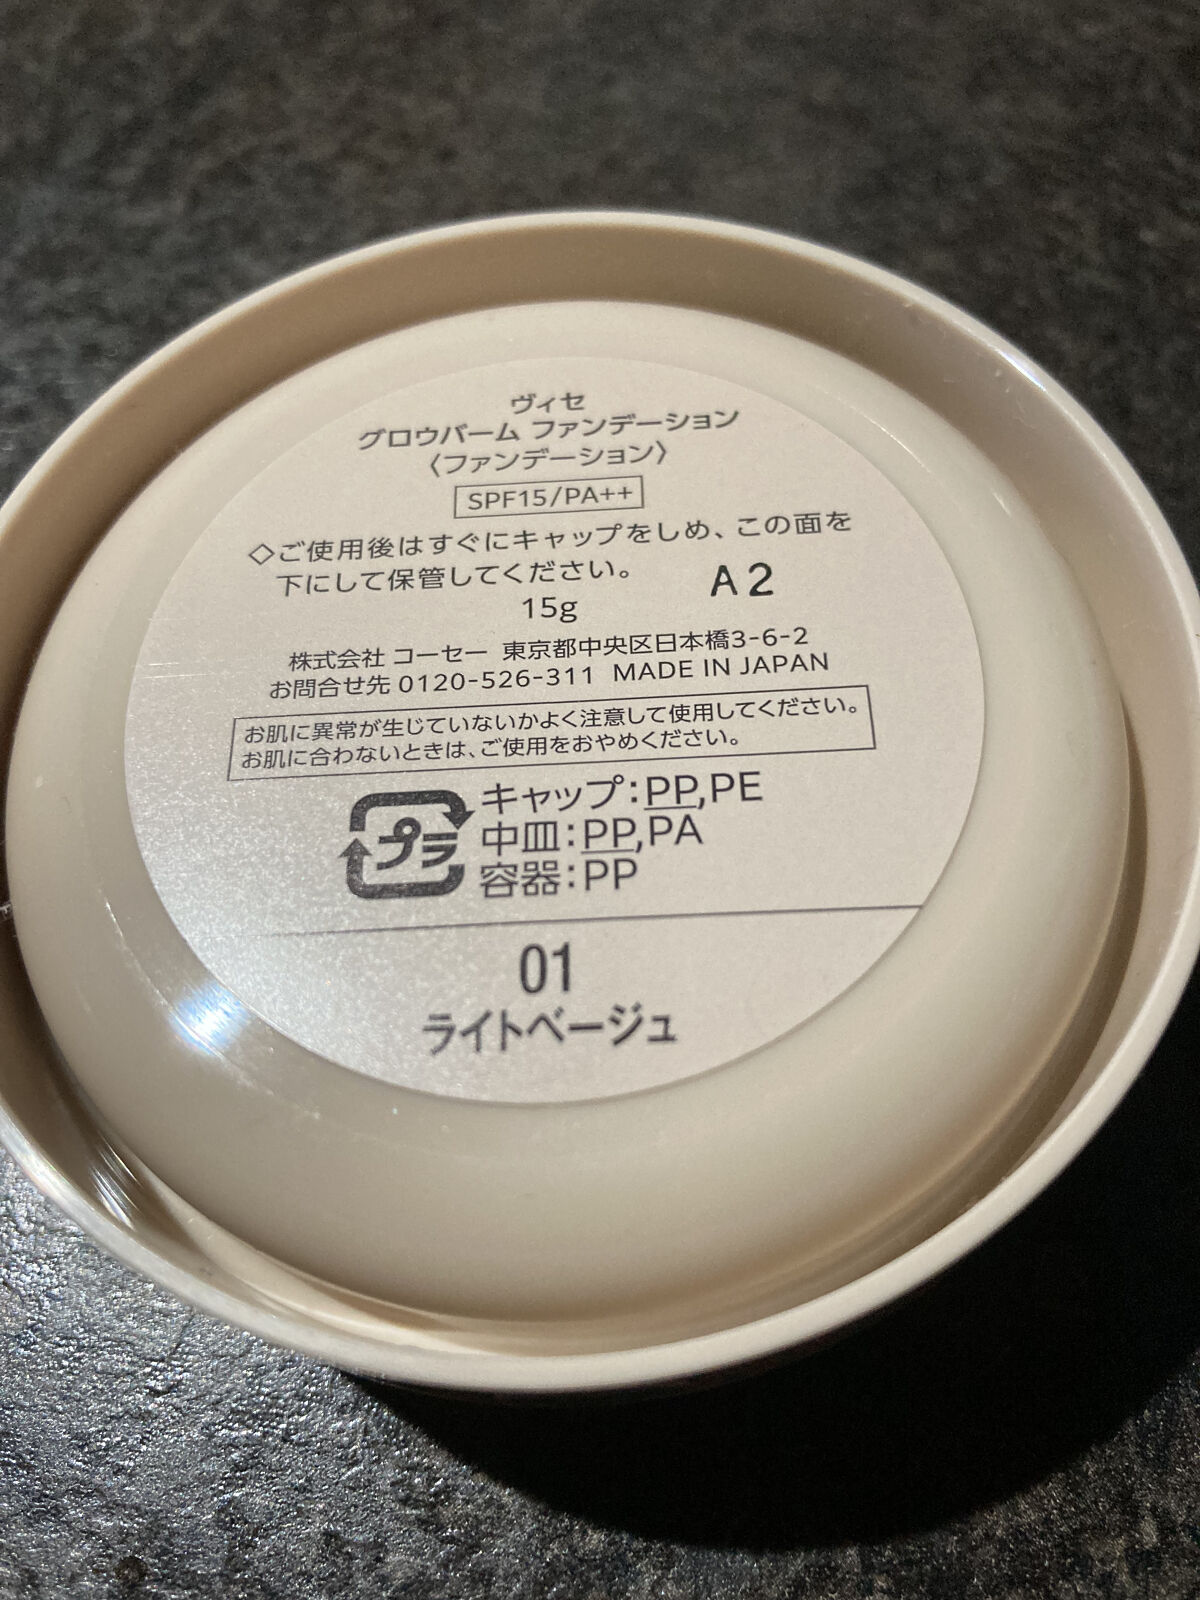 ヴィセ
グロウバーム ファンデーション
〈ファンデーション〉
SPF15/PA++
◇ご使用後はすぐにキャップをしめ、この面を
下にして保管してください。
A2
15g
株式会社 コーセー 東京都中央区日本橋3-6-2
お問合せ先 0120-526-311 MADE IN JAPAN
お肌に異常が生じていないかよく注意して使用してください。
お肌に合わないときは、ご使用をおやめください。
プラ
キャップ:PP,PE
中皿:PP,PA
容器:PP
01
ライトベージュ